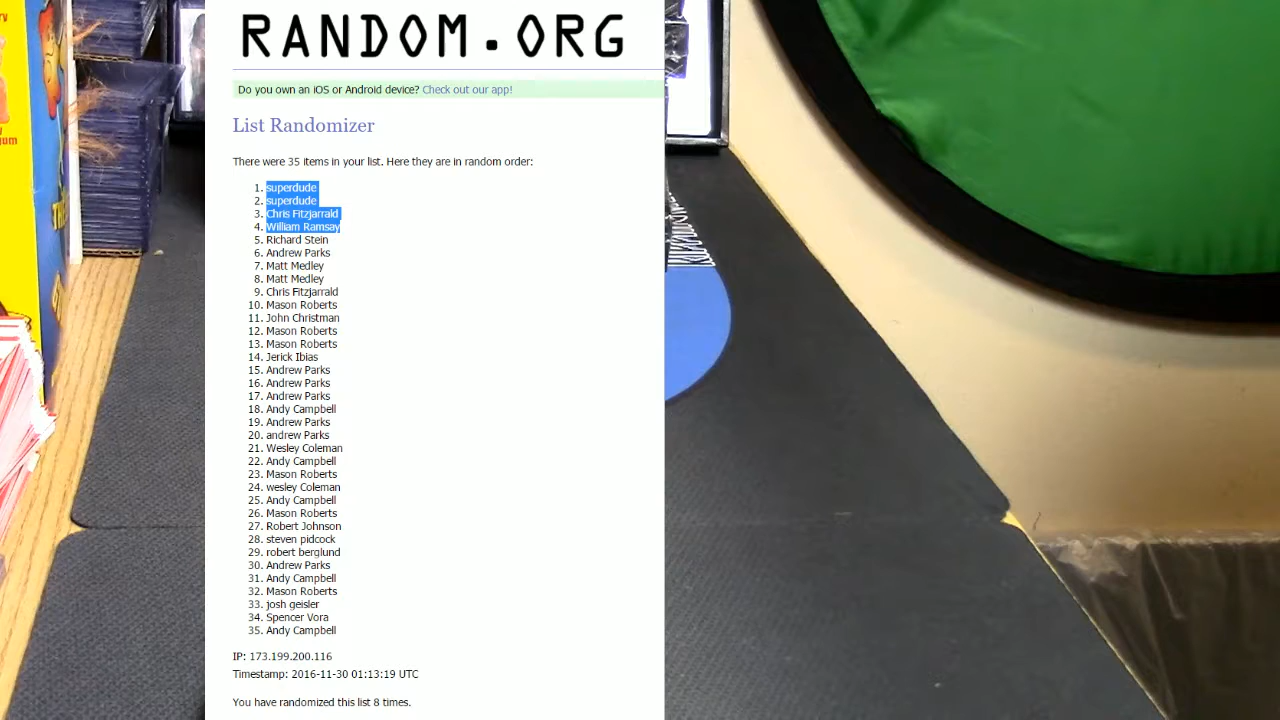 RANDOM.ORG
Do you own an iOS or Android device? Check out our app!
List Randomizer
There were 35 items in your list. Here they are in random order:
1. superdude
2. superdude
3. Chris Fitzjarrald
4. William Ramsay
5. Richard Stein
6. Andrew Parks
7. Matt Medley
8. Matt Medley
9. Chris Fitzjarrald
10. Mason Roberts
11. John Christman
12. Mason Roberts
13. Mason Roberts
14. Jerick Ibias
15. Andrew Parks
16. Andrew Parks
17. Andrew Parks
18. Andy Campbell
19. Andrew Parks
20. andrew Parks
21. Wesley Coleman
22. Andy Campbell
23. Mason Roberts
24. wesley Coleman
25. Andy Campbell
26. Mason Roberts
27. Robert Johnson
28. steven pidcock
29. robert berglund
30. Andrew Parks
31. Andy Campbell
32. Mason Roberts
33. josh geisler
34. Spencer Vora
35. Andy Campbell
IP: 173.199.200.116
Timestamp: 2016-11-30 01:13:19 UTC
You have randomized this list 8 times.